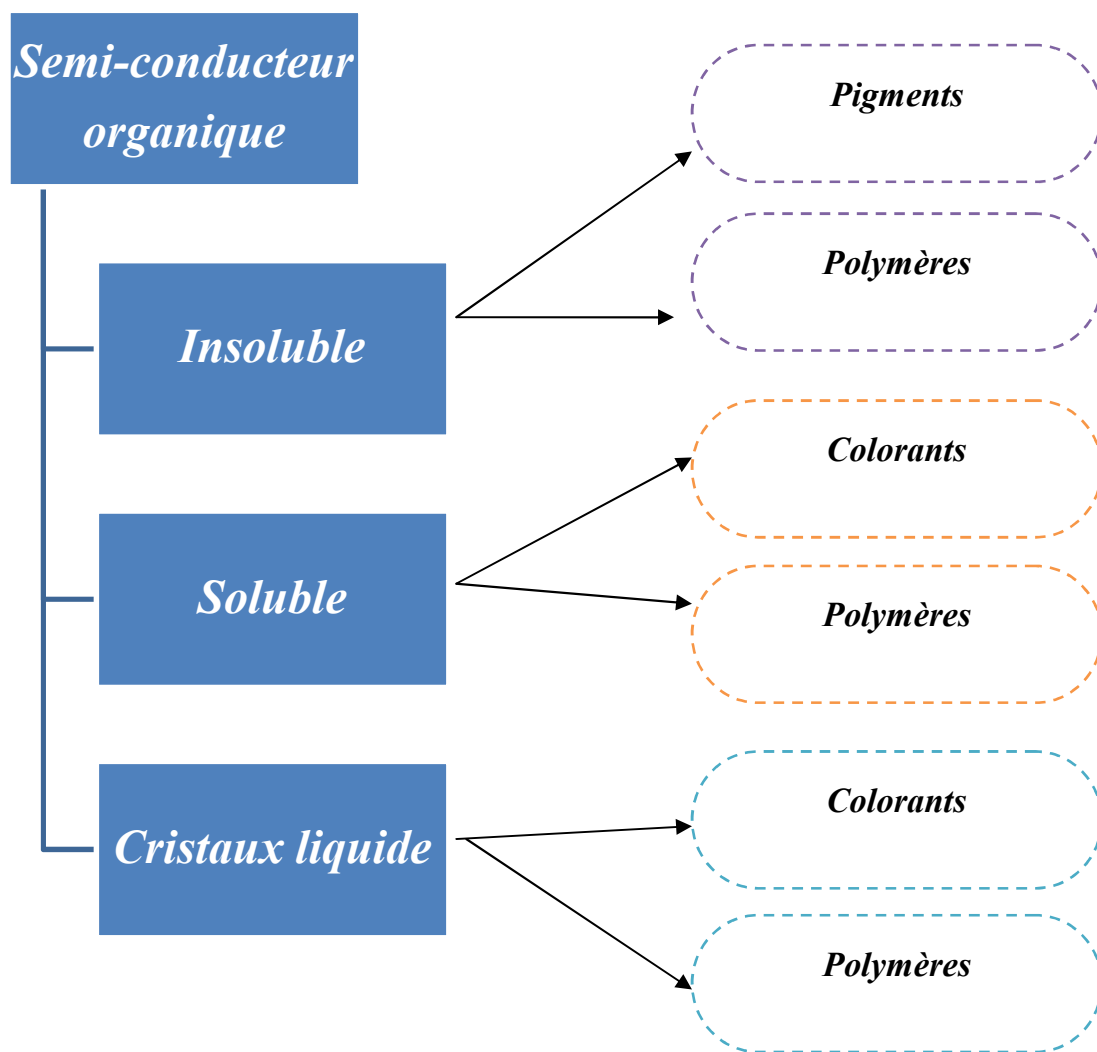 Semi-conducteur
organique
Pigments
Polymères
Insoluble
Colorants
Soluble
Polymères
Colorants
Cristaux liquide
Polymères